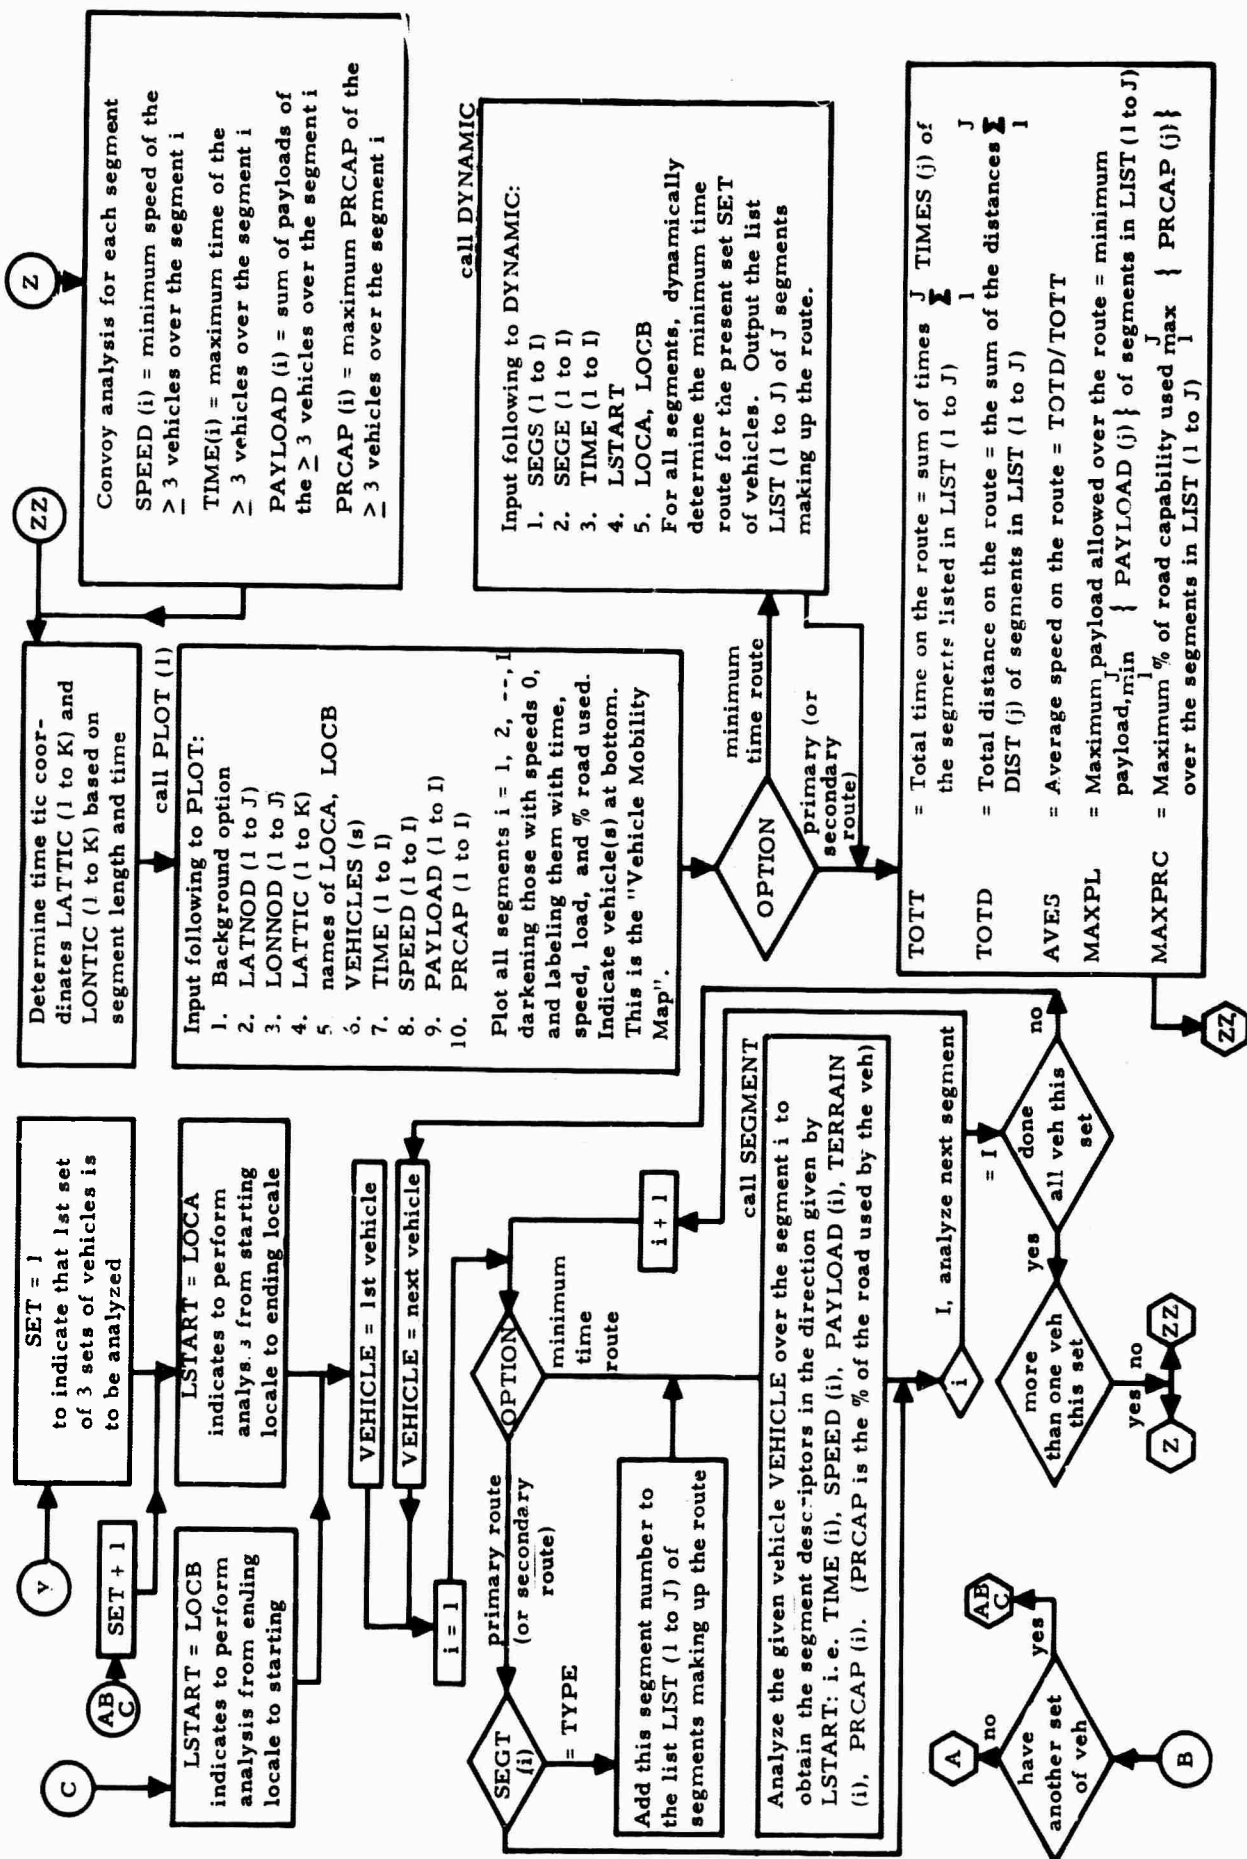 C
LSTART = LOCB
indicates to perform
analysis from ending
locale to starting
AB
C
SET + 1
y
SET = 1
to indicate that 1st set
of 3 sets of vehicles is
to be analyzed
LSTART = LOCA
indicates to perform
analys.s from starting
locale to ending locale
VEHICLE = 1st vehicle
VEHICLE = next vehicle
i = 1
OPTION
primary route
(or secondary
route)
minimum
time
route
i + 1
SEGT
(i)
= TYPE
Add this segment number to
the list LIST (1 to J) of
segments making up the route
call SEGMENT
Analyze the given vehicle VEHICLE over the segment i to
obtain the segment descriptors in the direction given by
LSTART: i. e. TIME (i), SPEED (i), PAYLOAD (i), TERRAIN
(i), PRCAP (i). (PRCAP is the % of the road used by the veh)
i
I, analyze next segment
= I
done
all veh this
set
no
yes
more
than one veh
this set
yes
no
Z
ZZ
B
have
another set
of veh
no
A
yes
AB
C
Z
Convoy analysis for each segment
SPEED (i) = minimum speed of the
≥ 3 vehicles over the segment i
TIME(i) = maximum time of the
≥ 3 vehicles over the segment i
PAYLOAD (i) = sum of payloads of
the ≥ 3 vehicles over the segment i
PRCAP (i) = maximum PRCAP of the
≥ 3 vehicles over the segment i
ZZ
Determine time tic coor-
dinates LATTIC (1 to K) and
LONTIC (1 to K) based on
segment length and time
call PLOT (1)
Input following to PLOT:
1. Background option
2. LATNOD (1 to J)
3. LONNOD (1 to J)
4. LATTIC (1 to K)
5. names of LOCA, LOCB
6. VEHICLES (s)
7. TIME (1 to I)
8. SPEED (1 to I)
9. PAYLOAD (1 to I)
10. PRCAP (1 to I)
Plot all segments i = 1, 2, --, I
darkening those with speeds 0,
and labeling them with time,
speed, load, and % road used.
Indicate vehicle(s) at bottom.
This is the "Vehicle Mobility
Map".
OPTION
minimum
time route
primary (or
secondary
route)
call DYNAMIC
Input following to DYNAMIC:
1. SEGS (1 to I)
2. SEGE (1 to I)
3. TIME (1 to I)
4. LSTART
5. LOCA, LOCB
For all segments, dynamically
determine the minimum time
route for the present set SET
of vehicles. Output the list
LIST (1 to J) of J segments
making up the route.
TOTT = Total time on the route = sum of times J Σ 1 TIMES (j) of
the segments listed in LIST (1 to J)
TOTD = Total distance on the route = the sum of the distances J Σ 1
DIST (j) of segments in LIST (1 to J)
AVES = Average speed on the route = TOTD/TOTT
MAXPL = Maximum payload allowed over the route = minimum
payload, J min 1 { PAYLOAD (j) } of segments in LIST (1 to J)
MAXPRC = Maximum % of road capability used J max 1 { PRCAP (j) }
over the segments in LIST (1 to J)
ZZ